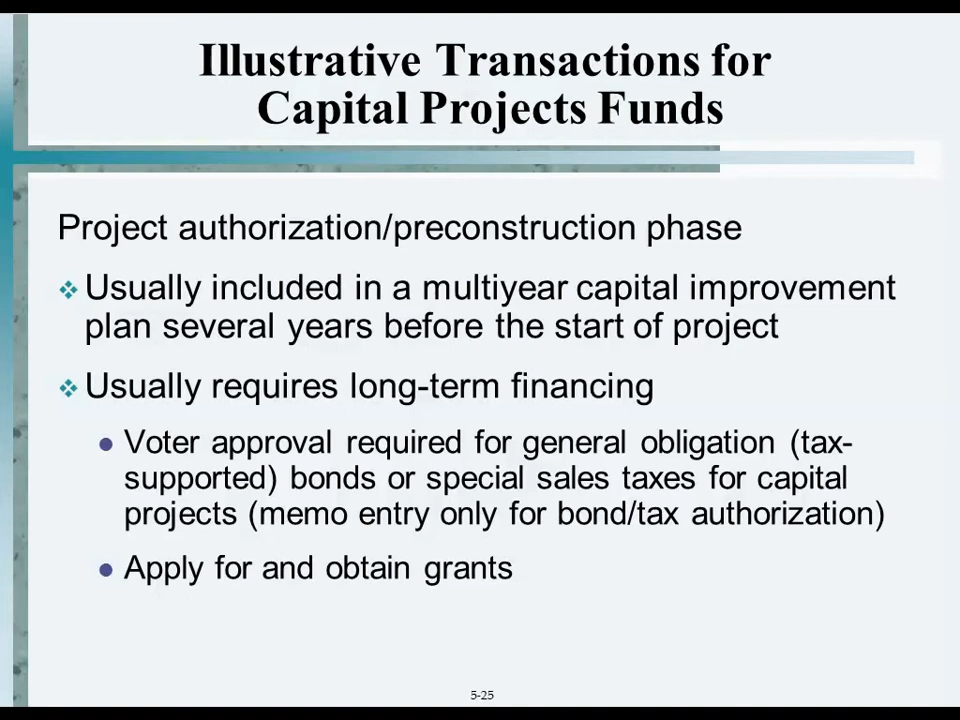 Illustrative Transactions for
Capital Projects Funds
Project authorization/preconstruction phase
❖ Usually included in a multiyear capital improvement
plan several years before the start of project
❖ Usually requires long-term financing
● Voter approval required for general obligation (tax-
supported) bonds or special sales taxes for capital
projects (memo entry only for bond/tax authorization)
● Apply for and obtain grants
5-25